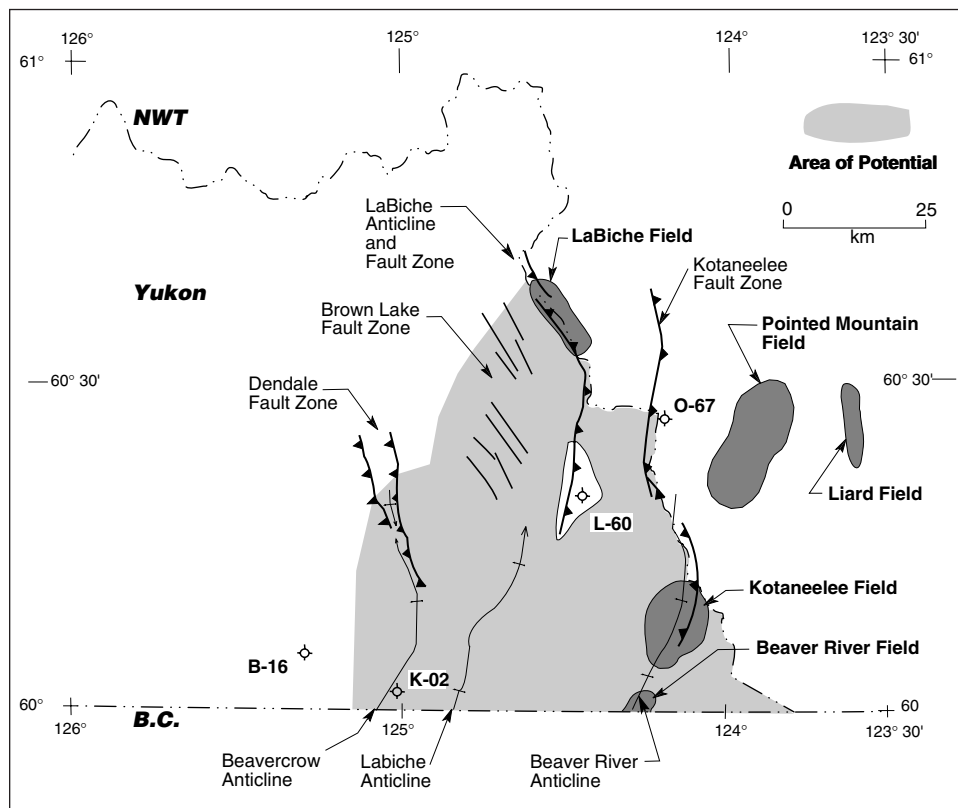 126°
125°
124°
123° 30'
61°
61°
NWT
Area of Potential
0
25
km
LaBiche
Anticline
and
Fault Zone
LaBiche Field
Kotaneelee
Fault Zone
Yukon
Brown Lake
Fault Zone
Pointed Mountain
Field
60° 30'
60° 30'
Dendale
Fault Zone
O-67
Liard Field
L-60
Kotaneelee Field
B-16
K-02
Beaver River Field
60°
60
B.C.
126°
125°
124°
123° 30'
Beavercrow
Anticline
Labiche
Anticline
Beaver River
Anticline